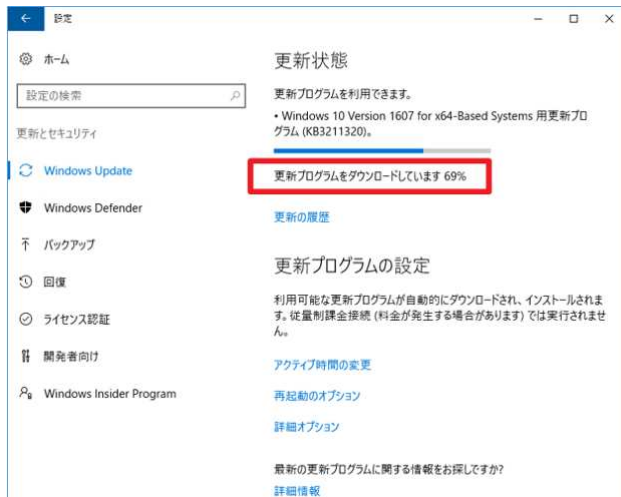 設定
ホーム
設定の検索
更新とセキュリティ
Windows Update
Windows Defender
バックアップ
回復
ライセンス認証
開発者向け
Windows Insider Program
更新状態
更新プログラムを利用できます。
• Windows 10 Version 1607 for x64-Based Systems 用更新プロ
グラム (KB3211320)。
更新プログラムをダウンロードしています 69%
更新の履歴
更新プログラムの設定
利用可能な更新プログラムが自動的にダウンロードされ、インストールされま
す。従量制課金接続 (料金が発生する場合があります) では実行されませ
ん。
アクティブ時間の変更
再起動のオプション
詳細オプション
最新の更新プログラムに関する情報をお探しですか?
詳細情報